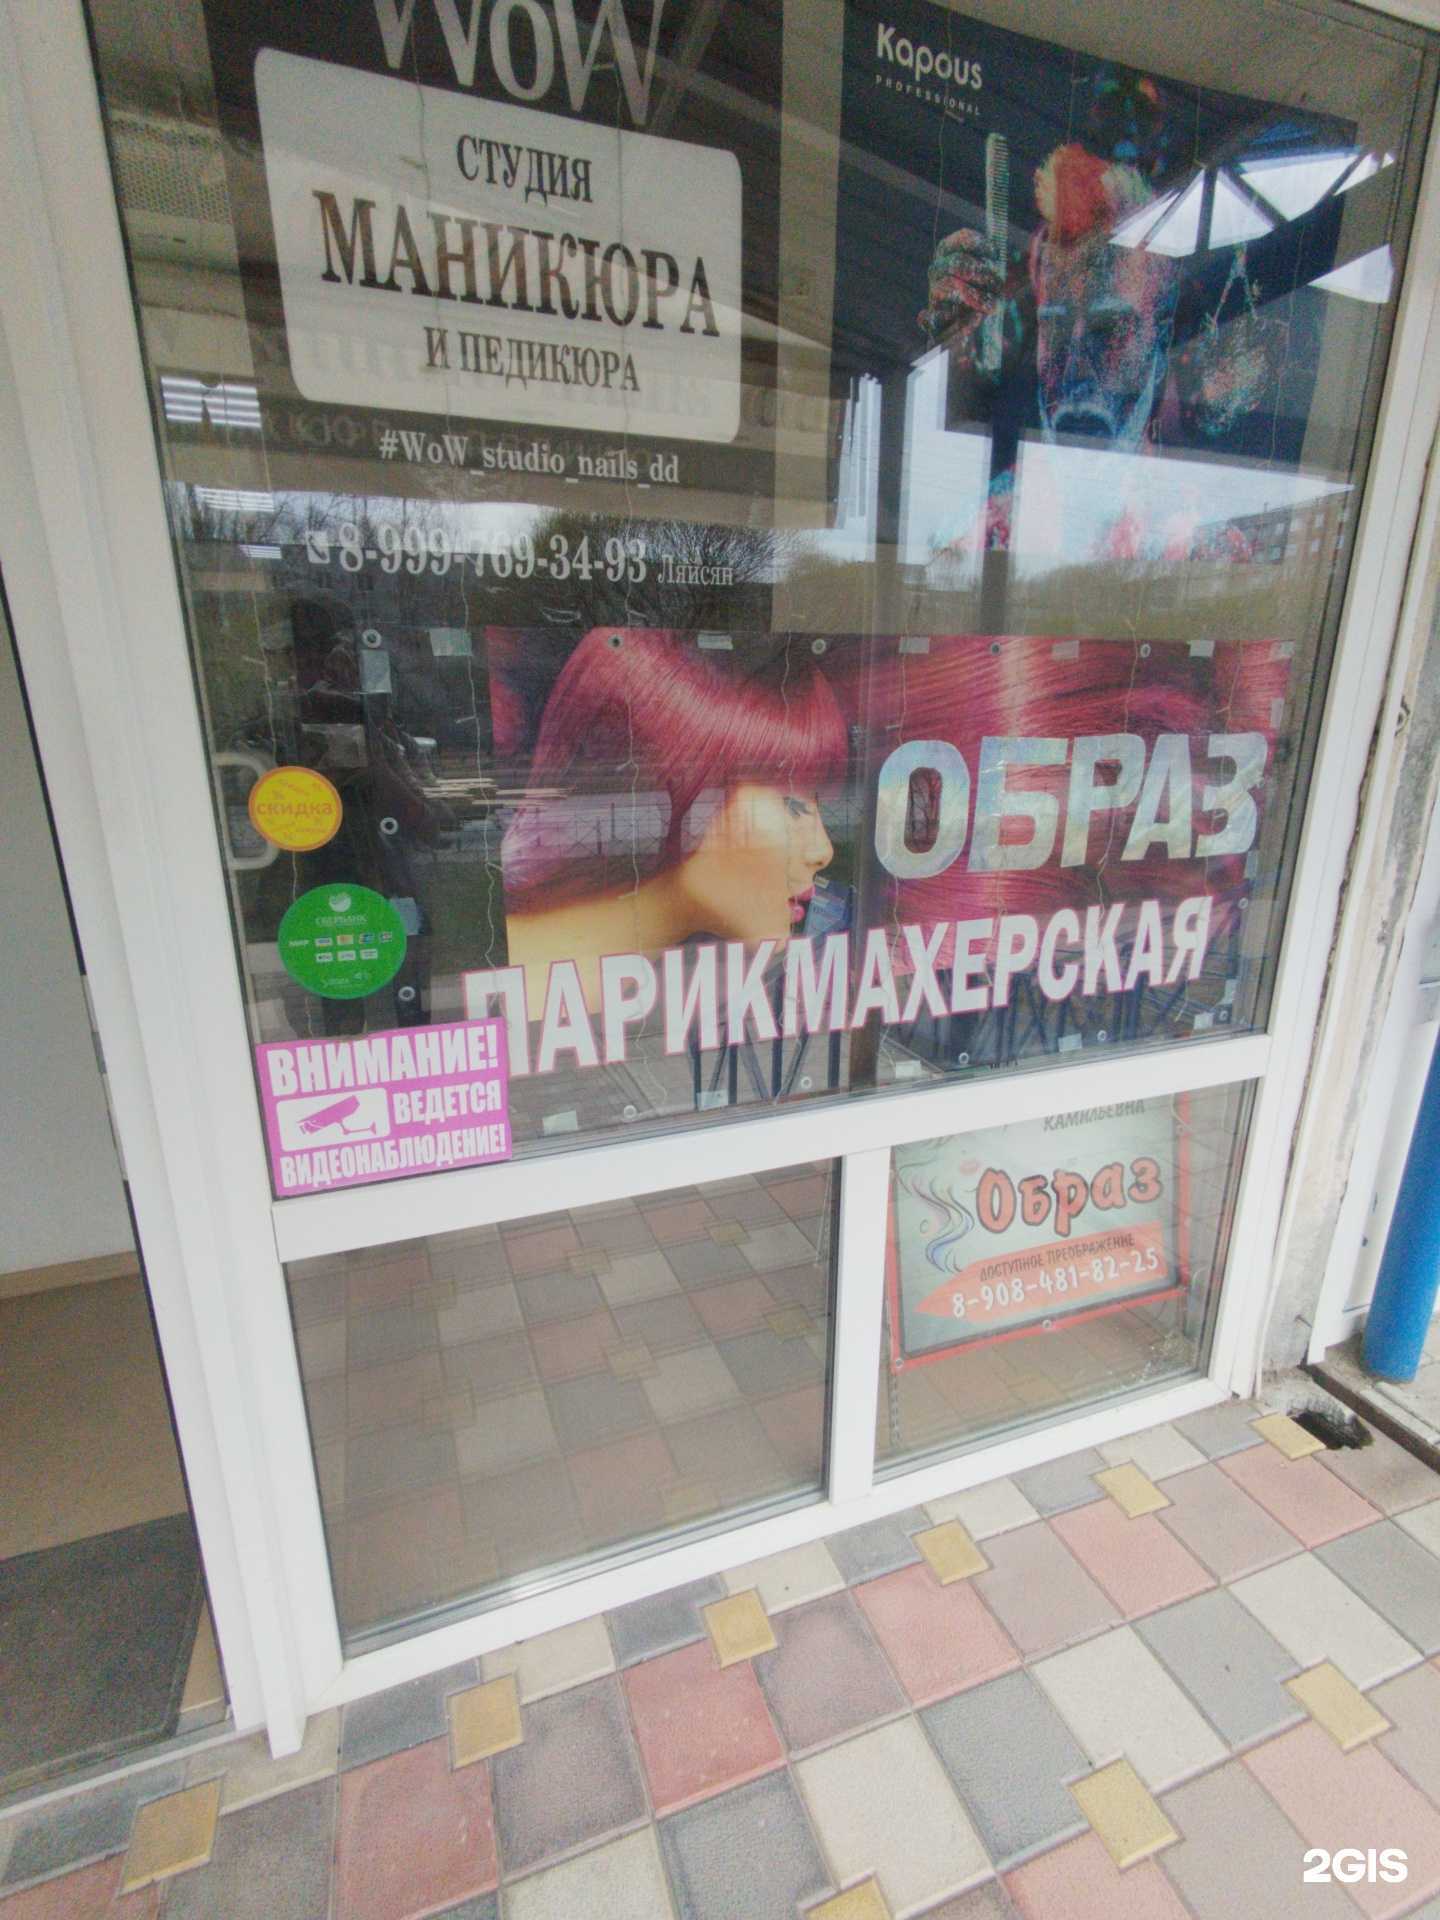 WoW
СТУДИЯ
МАНИКЮРА
И ПЕДИКЮРА
#WoW_studio_nails_dd
8-999-769-34-93 Ляйсян
Kapous
PROFESSIONAL
ОБРАЗ
ПАРИКМАХЕРСКАЯ
скидка
СБЕРБАНК
МИР
ВНИМАНИЕ!
ВЕДЕТСЯ
ВИДЕОНАБЛЮДЕНИЕ!
КАМИЛЬЕВНА
Образ
ДОСТУПНОЕ ПРЕОБРАЖЕНИЕ
8-908-481-82-25
2GIS